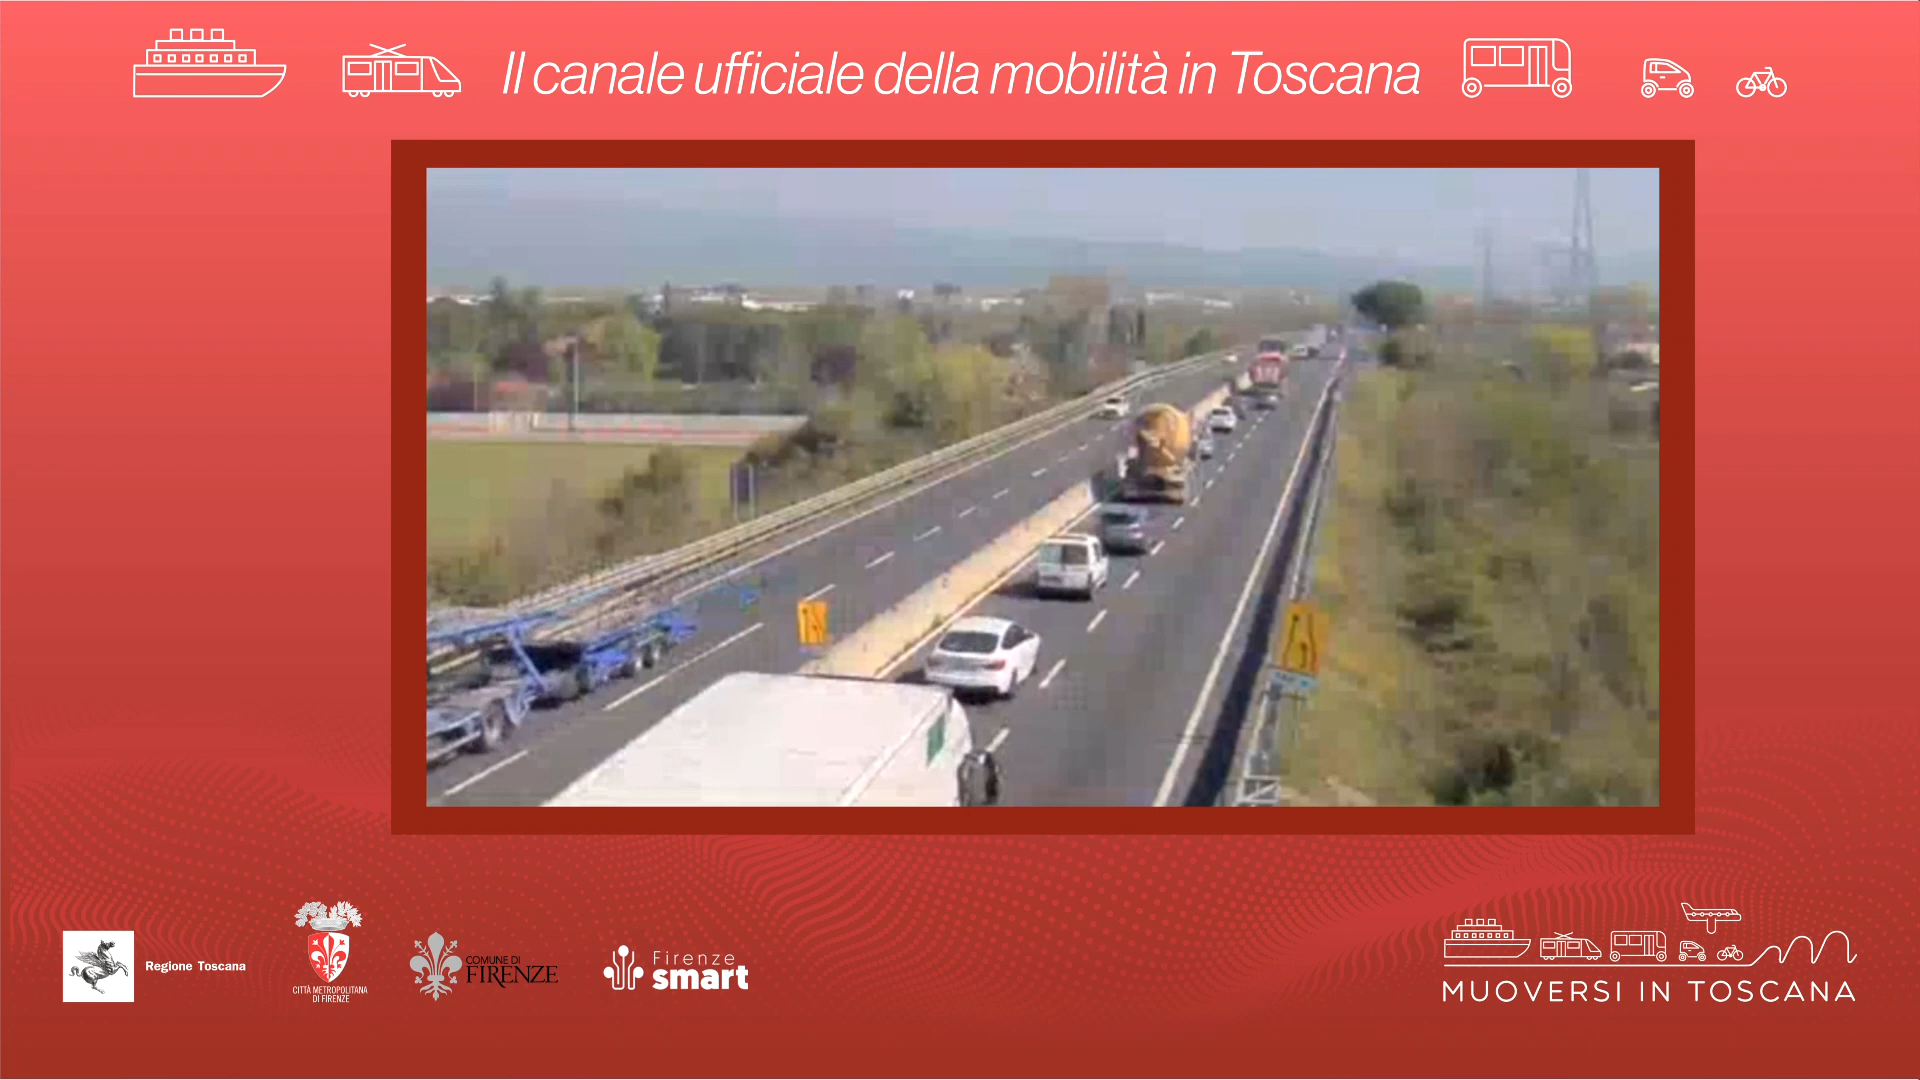 Il canale ufficiale della mobilità in Toscana
Regione Toscana
CITTÀ METROPOLITANA
DI FIRENZE
COMUNE DI
FIRENZE
Firenze
smart
MUOVERSI IN TOSCANA